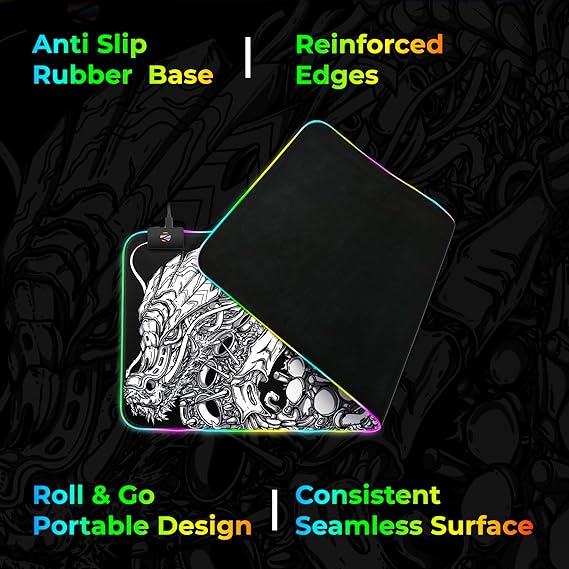 Anti Slip
Rubber Base
Reinforced
Edges
Roll & Go
Portable Design
Consistent
Seamless Surface